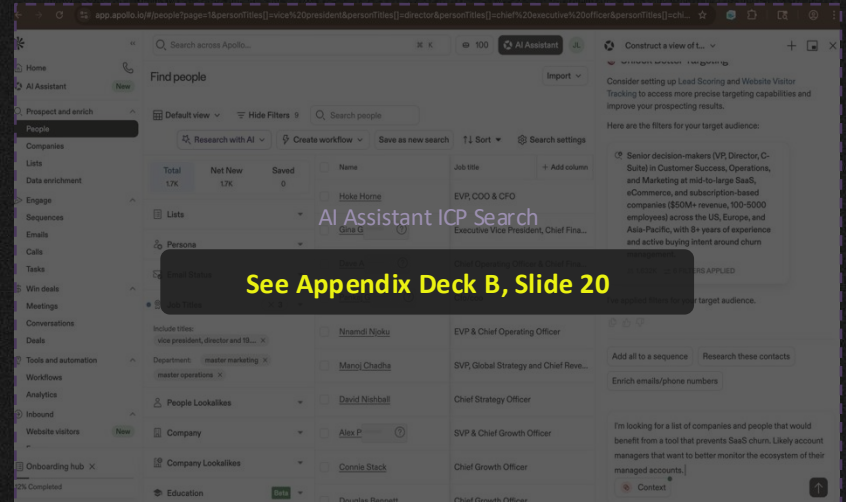 app.apollo.io/#/people?page=1&personTitles[]=vice%20president&personTitles[]=director&personTitles[]=chief%20executive%20officer&personTitles[]=chi...
Home
AI Assistant
New
Prospect and enrich
People
Companies
Lists
Data enrichment
Engage
Sequences
Emails
Calls
Tasks
Win deals
Meetings
Conversations
Deals
Tools and automation
Workflows
Analytics
Inbound
Website visitors
New
Onboarding hub
Completed
Search across Apollo...
⌘ K
100
AI Assistant
JL
Find people
Import
Default view
Hide Filters 9
Search people
Research with AI
Create workflow
Save as new search
Sort
Search settings
Total
Net New
Saved
1.7K
1.7K
0
Lists
Persona
Include titles:
vice president, director and 19...
Department:
master marketing
master operations
People Lookalikes
Company
Company Lookalikes
Education
Beta
Name
Job title
+ Add column
Hoke Horne
EVP, COO & CFO
Gina G
Executive Vice President, Chief Fina...
Nnamdi Njoku
EVP & Chief Operating Officer
Manoj Chadha
SVP, Global Strategy and Chief Reve...
David Nishball
Chief Strategy Officer
Alex P
SVP & Chief Growth Officer
Connie Stack
Chief Growth Officer
Douglas Bennett
Chief Growth Officer
AI Assistant ICP Search
See Appendix Deck B, Slide 20
Construct a view of t...
Consider setting up Lead Scoring and Website Visitor
Tracking to access more precise targeting capabilities and
improve your prospecting results.
Here are the filters for your target audience:
Senior decision-makers (VP, Director, C-
Suite) in Customer Success, Operations,
and Marketing at mid-to-large SaaS,
eCommerce, and subscription-based
companies ($50M+ revenue, 100-5000
employees) across the US, Europe, and
Asia-Pacific, with 8+ years of experience
and active buying intent around churn
APPLIED
target audience.
Add all to a sequence
Research these contacts
Enrich emails/phone numbers
I'm looking for a list of companies and people that would
benefit from a tool that prevents SaaS churn. Likely account
managers that want to better monitor the ecosystem of their
managed accounts.
Context